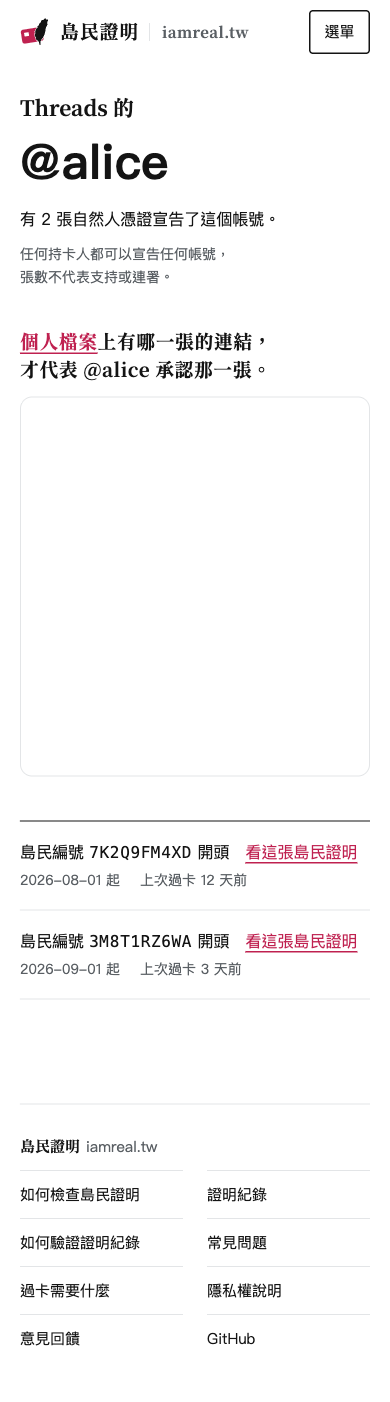 島民證明 iamreal.tw 選單
Threads 的
@alice
有 2 張自然人憑證宣告了這個帳號。
任何持卡人都可以宣告任何帳號，
張數不代表支持或連署。
個人檔案上有哪一張的連結，
才代表 @alice 承認那一張。
島民編號 7K2Q9FM4XD 開頭 看這張島民證明
2026–08–01 起 上次過卡 12 天前
島民編號 3M8T1RZ6WA 開頭 看這張島民證明
2026–09–01 起 上次過卡 3 天前
島民證明 iamreal.tw
如何檢查島民證明 證明紀錄
如何驗證證明紀錄 常見問題
過卡需要什麼 隱私權說明
意見回饋 GitHub